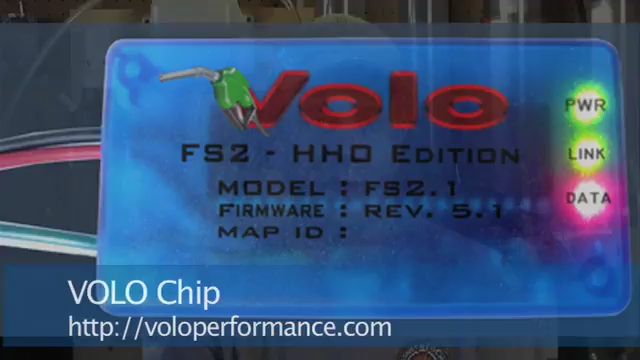 Volo
PWR
FS2 - HHO EDITION
LINK
MODEL : FS2.1
DATA
FIRMWARE : REV. 5.1
MAP ID :
VOLO Chip
http://voloperformance.com